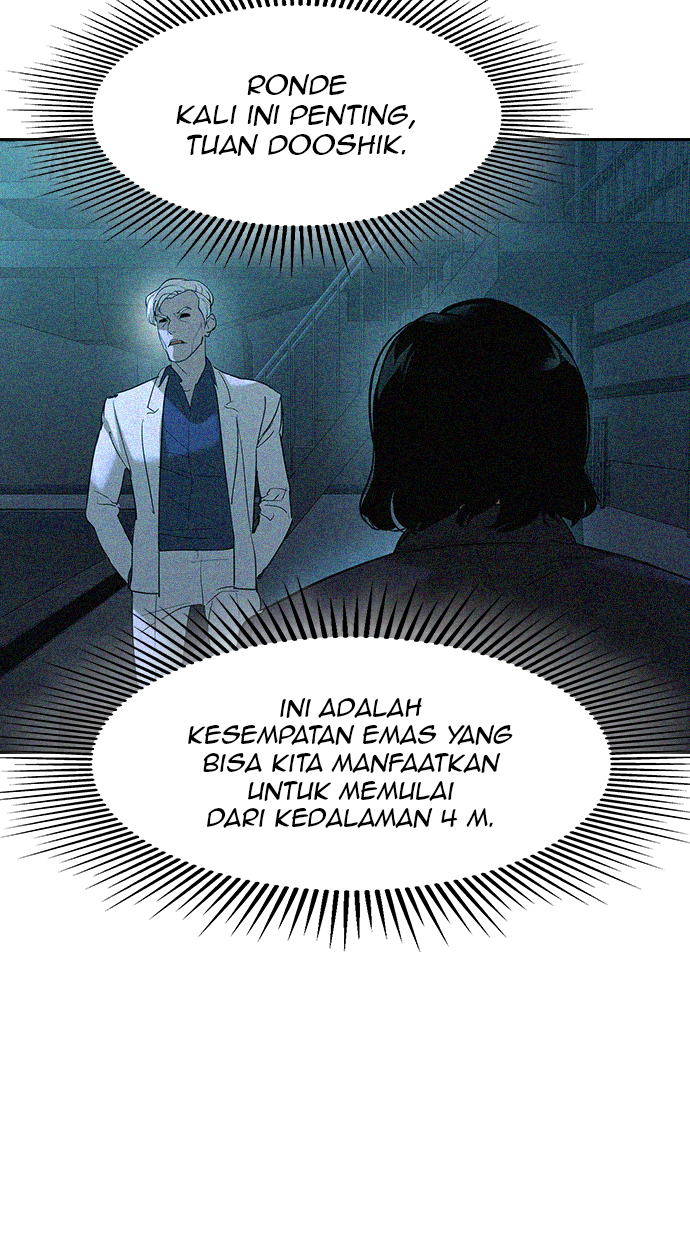 RONDE
KALI INI PENTING,
TUAN DOOSHIK.
INI ADALAH
KESEMPATAN EMAS YANG
BISA KITA MANFAATKAN
UNTUK MEMULAI
DARI KEDALAMAN 4 M.